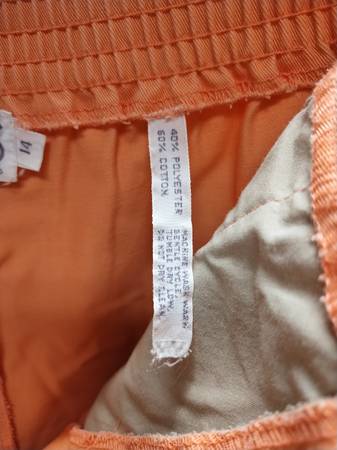 14
40% POLYESTER
60% COTTON
MACHINE WASH WARM
GENTLE CYCLE
TUMBLE DRY LOW.
DO NOT DRY CLEAN